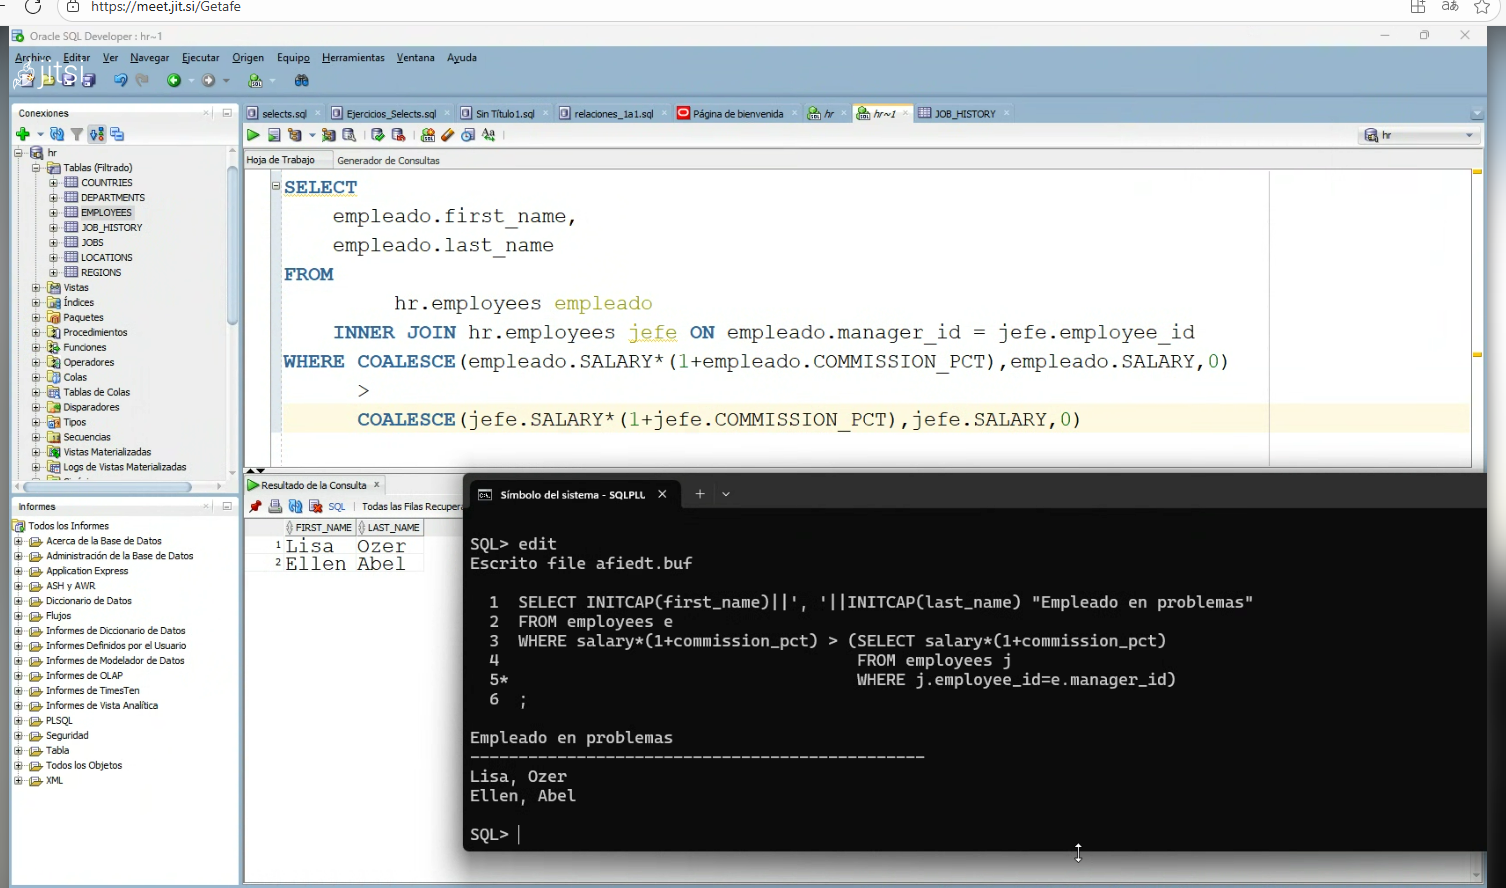 https://meet.jit.si/Getafe
Oracle SQL Developer : hr~1
Archivo Editar Ver Navegar Ejecutar Origen Equipo Herramientas Ventana Ayuda
jitsi
Conexiones
selects.sql Ejercicios_Selects.sql Sin Título1.sql relaciones_1a1.sql Página de bienvenida hr hr~1 JOB_HISTORY
hr
Hoja de Trabajo Generador de Consultas
hr
Tablas (Filtrado)
COUNTRIES
DEPARTMENTS
EMPLOYEES
JOB_HISTORY
JOBS
LOCATIONS
REGIONS
Vistas
Índices
Paquetes
Procedimientos
Funciones
Operadores
Colas
Tablas de Colas
Disparadores
Tipos
Secuencias
Vistas Materializadas
Logs de Vistas Materializadas
SELECT
empleado.first_name,
empleado.last_name
FROM
hr.employees empleado
INNER JOIN hr.employees jefe ON empleado.manager_id = jefe.employee_id
WHERE COALESCE(empleado.SALARY*(1+empleado.COMMISSION_PCT),empleado.SALARY,0)
>
COALESCE(jefe.SALARY*(1+jefe.COMMISSION_PCT),jefe.SALARY,0)
Informes
Todos los Informes
Acerca de la Base de Datos
Administración de la Base de Datos
Application Express
ASH y AWR
Diccionario de Datos
Flujos
Informes de Diccionario de Datos
Informes Definidos por el Usuario
Informes de Modelador de Datos
Informes de OLAP
Informes de TimesTen
Informes de Vista Analítica
PLSQL
Seguridad
Tabla
Todos los Objetos
XML
Resultado de la Consulta
SQL Todas las Filas Recupera
FIRST_NAME LAST_NAME
1 Lisa Ozer
2 Ellen Abel
Símbolo del sistema - SQLPLU
SQL> edit
Escrito file afiedt.buf
1 SELECT INITCAP(first_name)||', '||INITCAP(last_name) "Empleado en problemas"
2 FROM employees e
3 WHERE salary*(1+commission_pct) > (SELECT salary*(1+commission_pct)
4 FROM employees j
5* WHERE j.employee_id=e.manager_id)
6 ;
Empleado en problemas
-----------------------------------------------
Lisa, Ozer
Ellen, Abel
SQL>